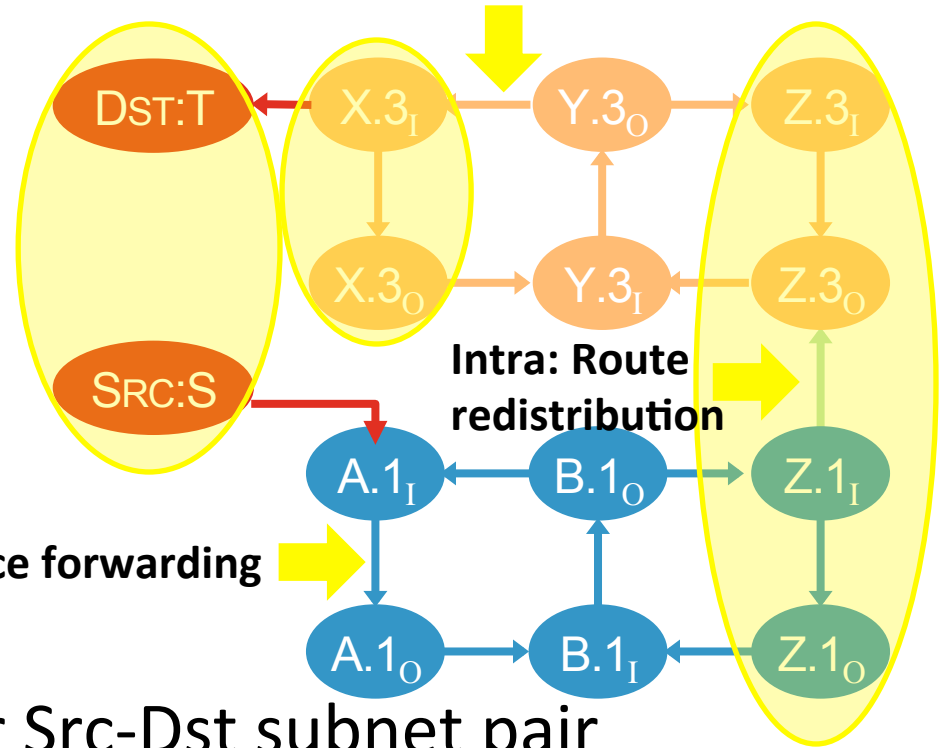 DST:T
X.3I
Y.3O
Z.3I
X.3O
Y.3I
Z.3O
SRC:S
Intra: Route
redistribution
A.1I
B.1O
Z.1I
ce forwarding
A.1O
B.1I
Z.1O
Src-Dst subnet pair